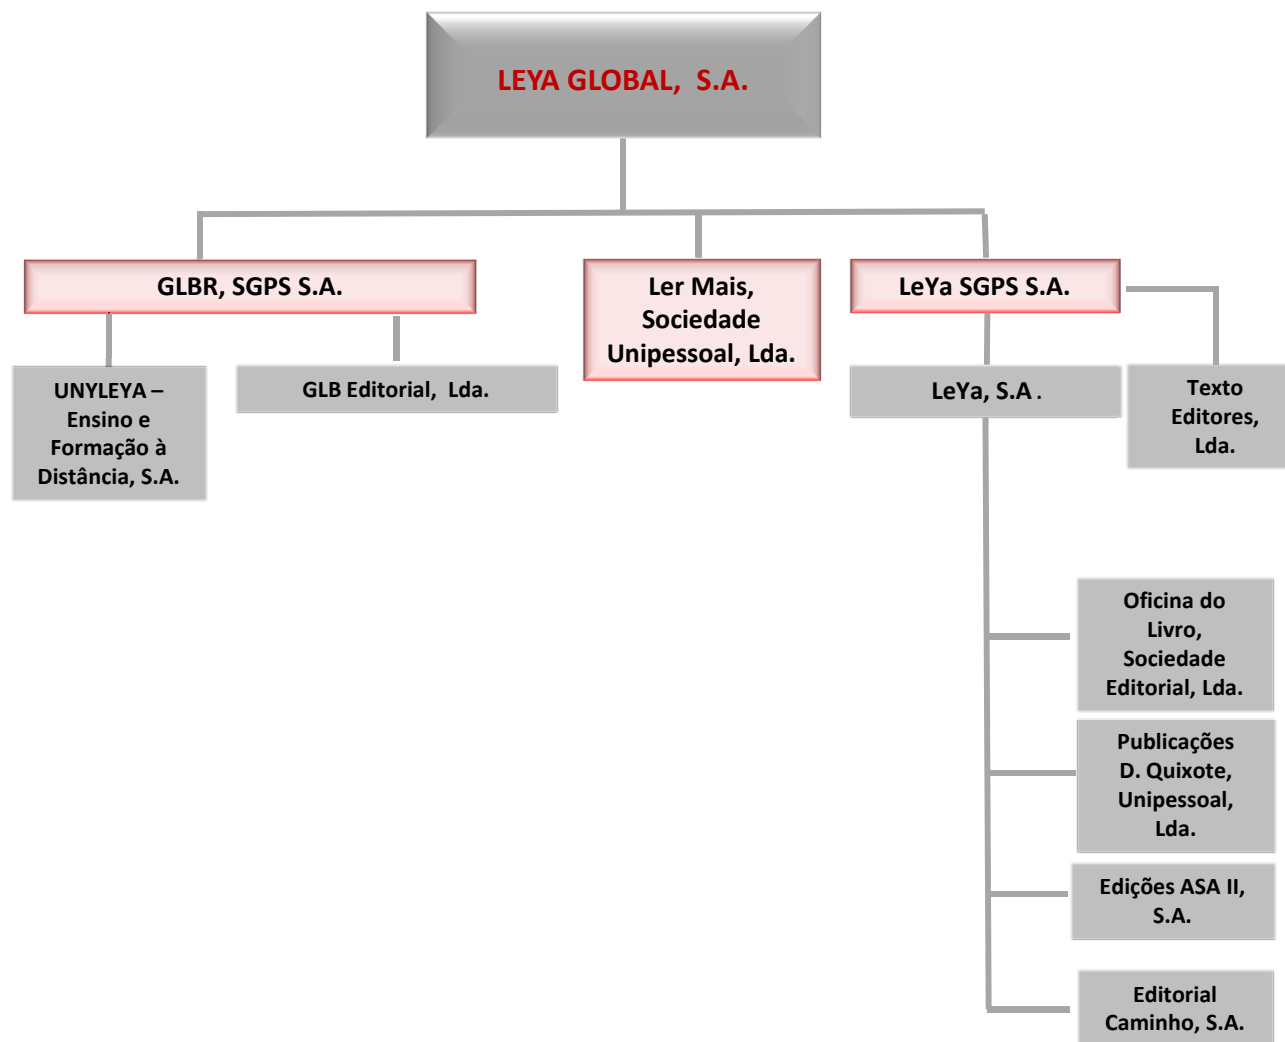 LEYA GLOBAL, S.A.
GLBR, SGPS S.A.
Ler Mais,
Sociedade
Unipessoal, Lda.
LeYa SGPS S.A.
UNYLEYA –
Ensino e
Formação à
Distância, S.A.
GLB Editorial, Lda.
LeYa, S.A .
Texto
Editores,
Lda.
Oficina do
Livro,
Sociedade
Editorial, Lda.
Publicações
D. Quixote,
Unipessoal,
Lda.
Edições ASA II,
S.A.
Editorial
Caminho, S.A.